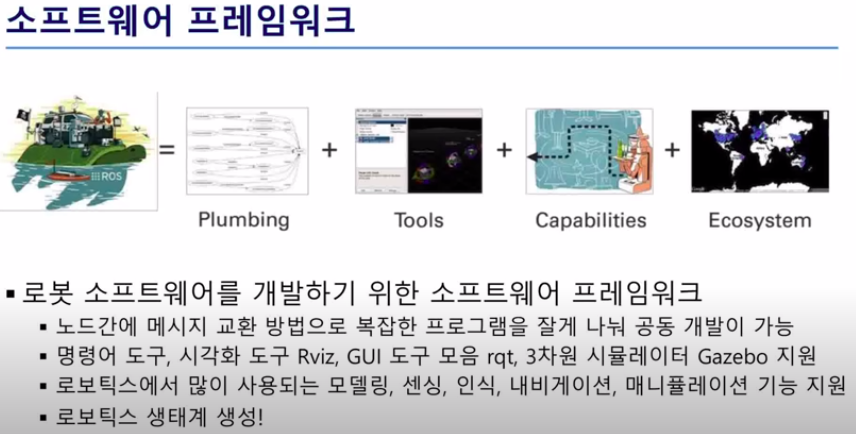 소프트웨어 프레임워크
ROS
= + + +
Plumbing Tools Capabilities Ecosystem
▪ 로봇 소프트웨어를 개발하기 위한 소프트웨어 프레임워크
▪ 노드간에 메시지 교환 방법으로 복잡한 프로그램을 잘게 나눠 공동 개발이 가능
▪ 명령어 도구, 시각화 도구 Rviz, GUI 도구 모음 rqt, 3차원 시뮬레이터 Gazebo 지원
▪ 로보틱스에서 많이 사용되는 모델링, 센싱, 인식, 내비게이션, 매니퓰레이션 기능 지원
▪ 로보틱스 생태계 생성!